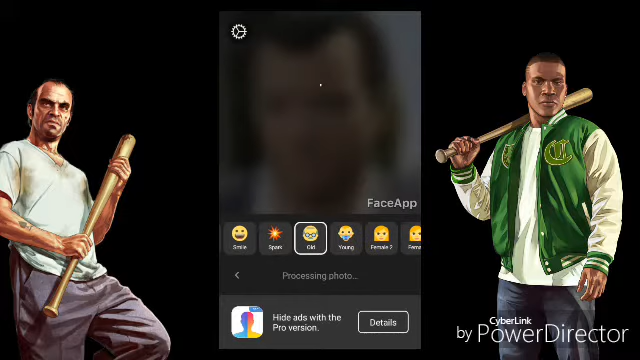 FaceApp
Smile
Spark
Old
Young
Female 2
Fema
Processing photo...
Hide ads with the
Pro version.
Details
C
CyberLink
by PowerDirector